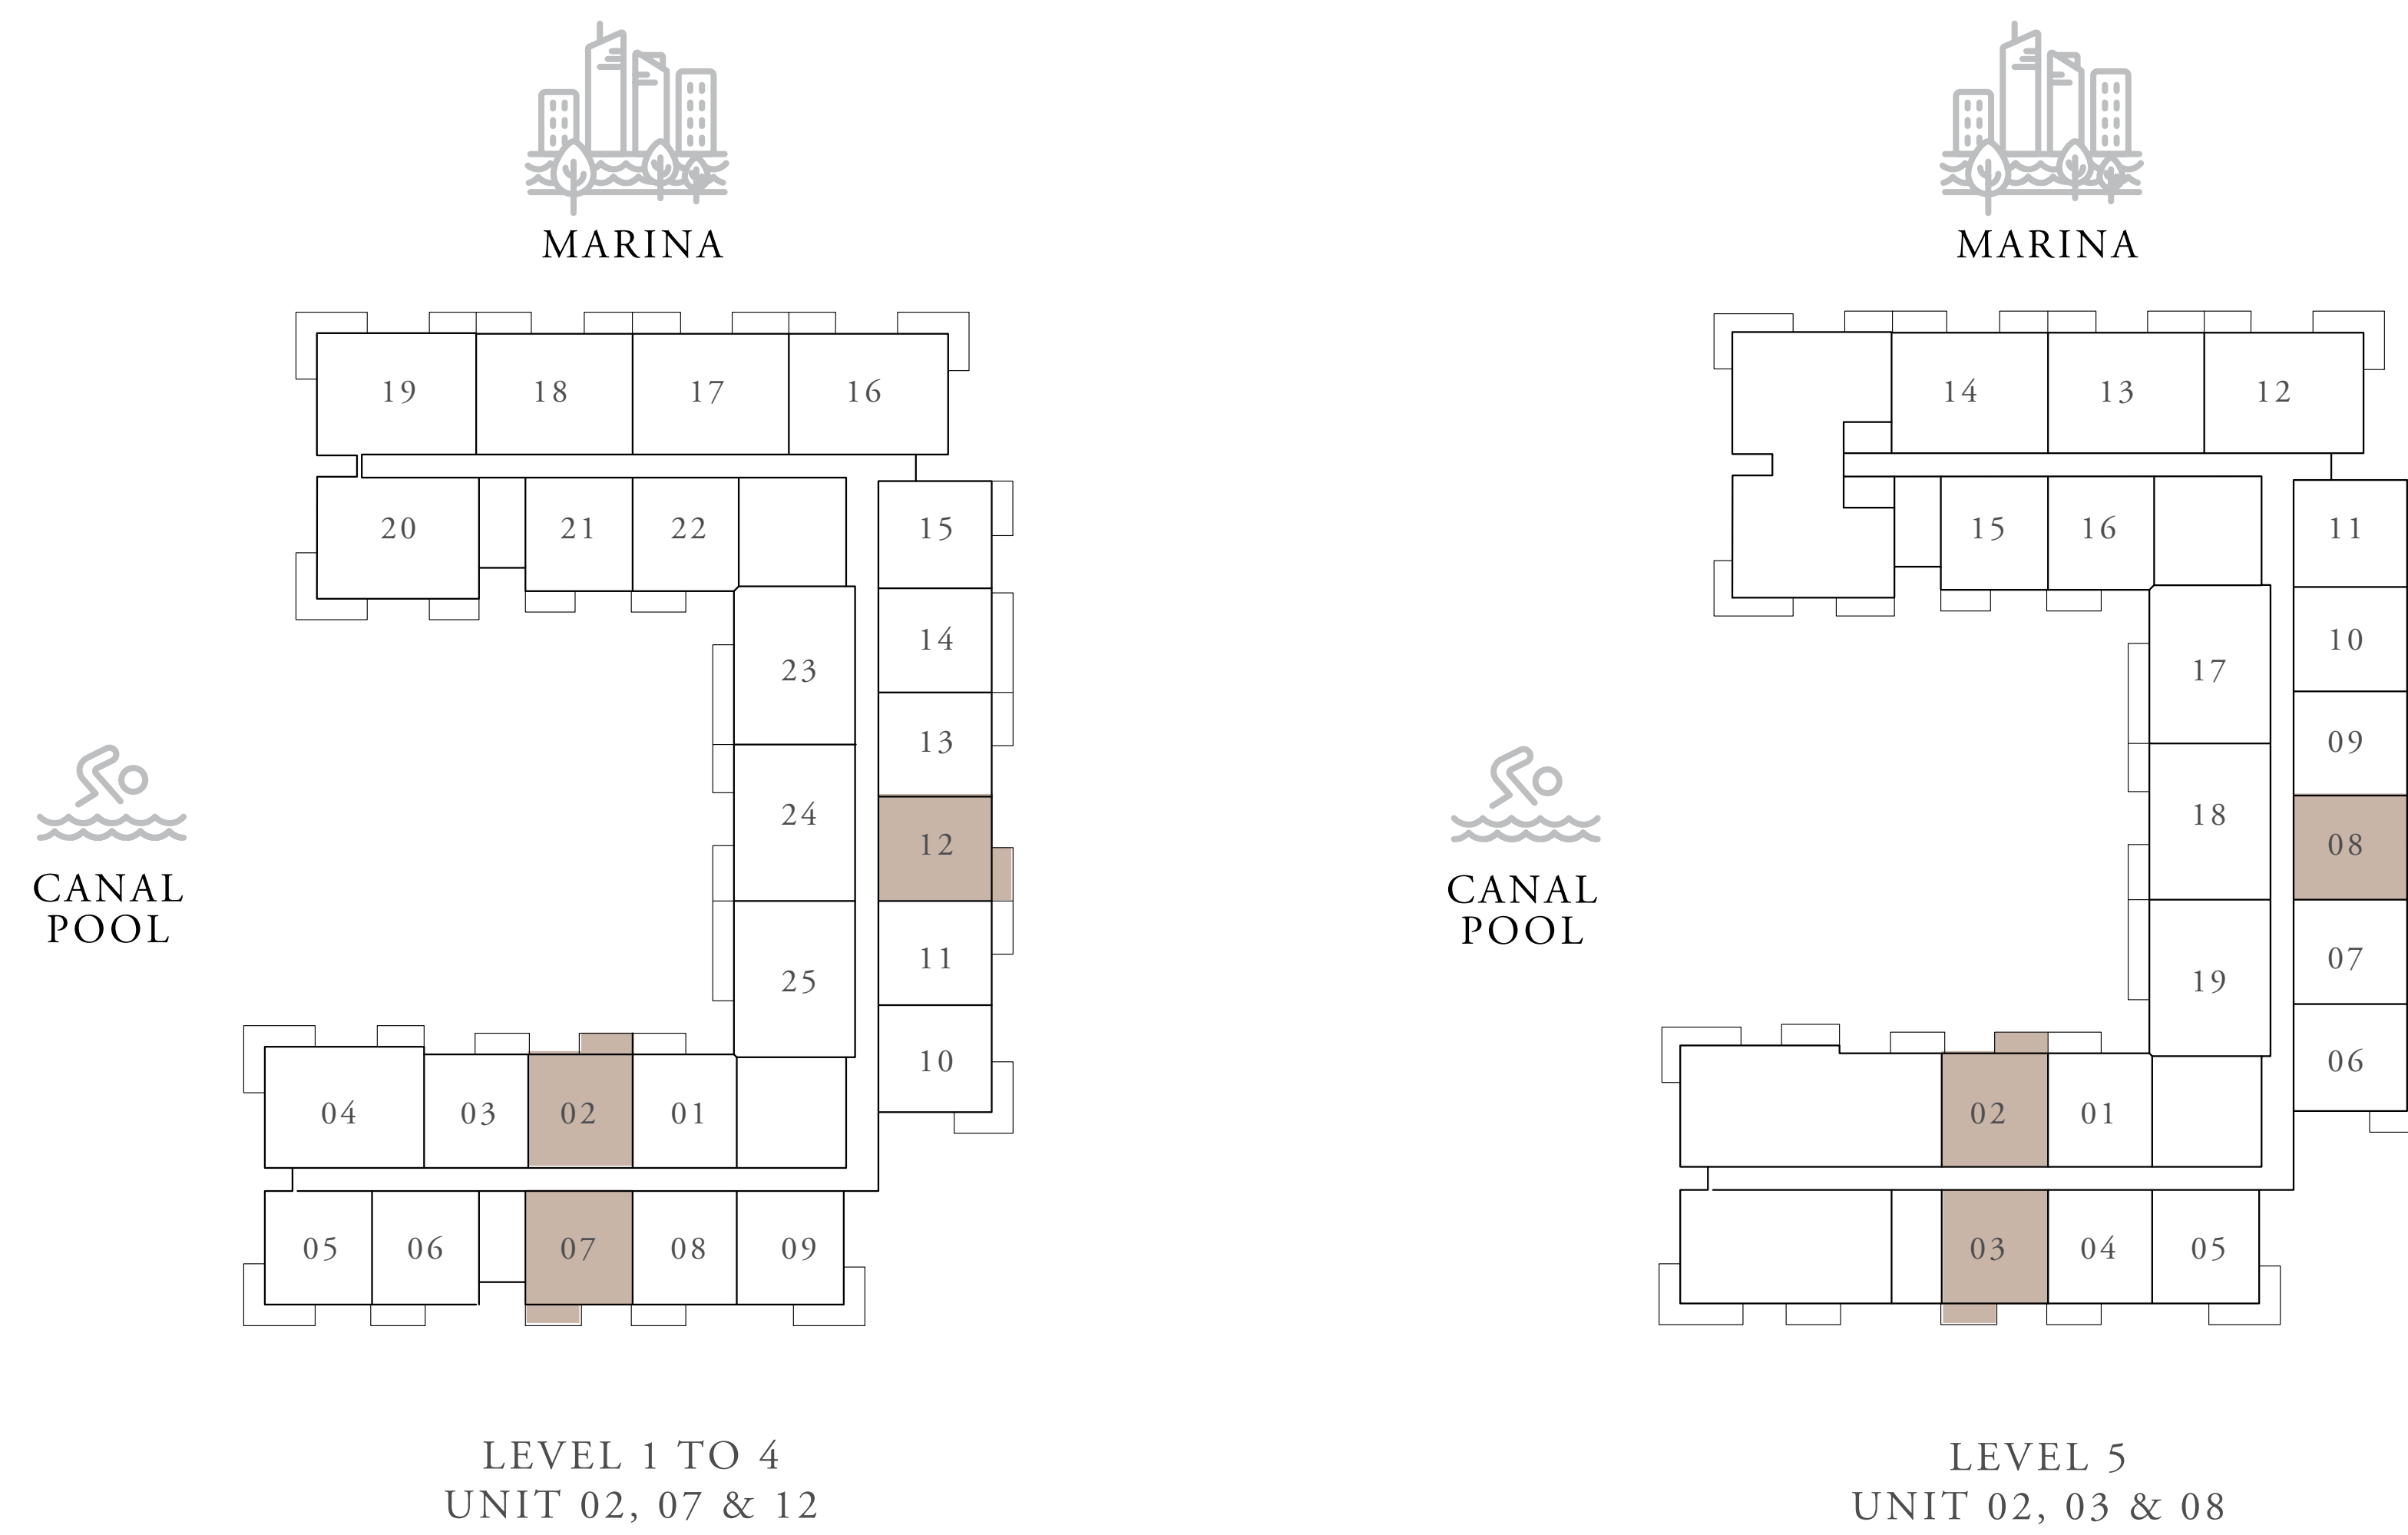 MARINA
19 18 17 16
20 21 22 15
14
23
13
24 12
11
25
10
04 03 02 01
05 06 07 08 09
CANAL
POOL
LEVEL 1 TO 4
UNIT 02, 07 & 12
MARINA
14 13 12
15 16 11
10
17
09
18 08
07
19
06
02 01
03 04 05
CANAL
POOL
LEVEL 5
UNIT 02, 03 & 08